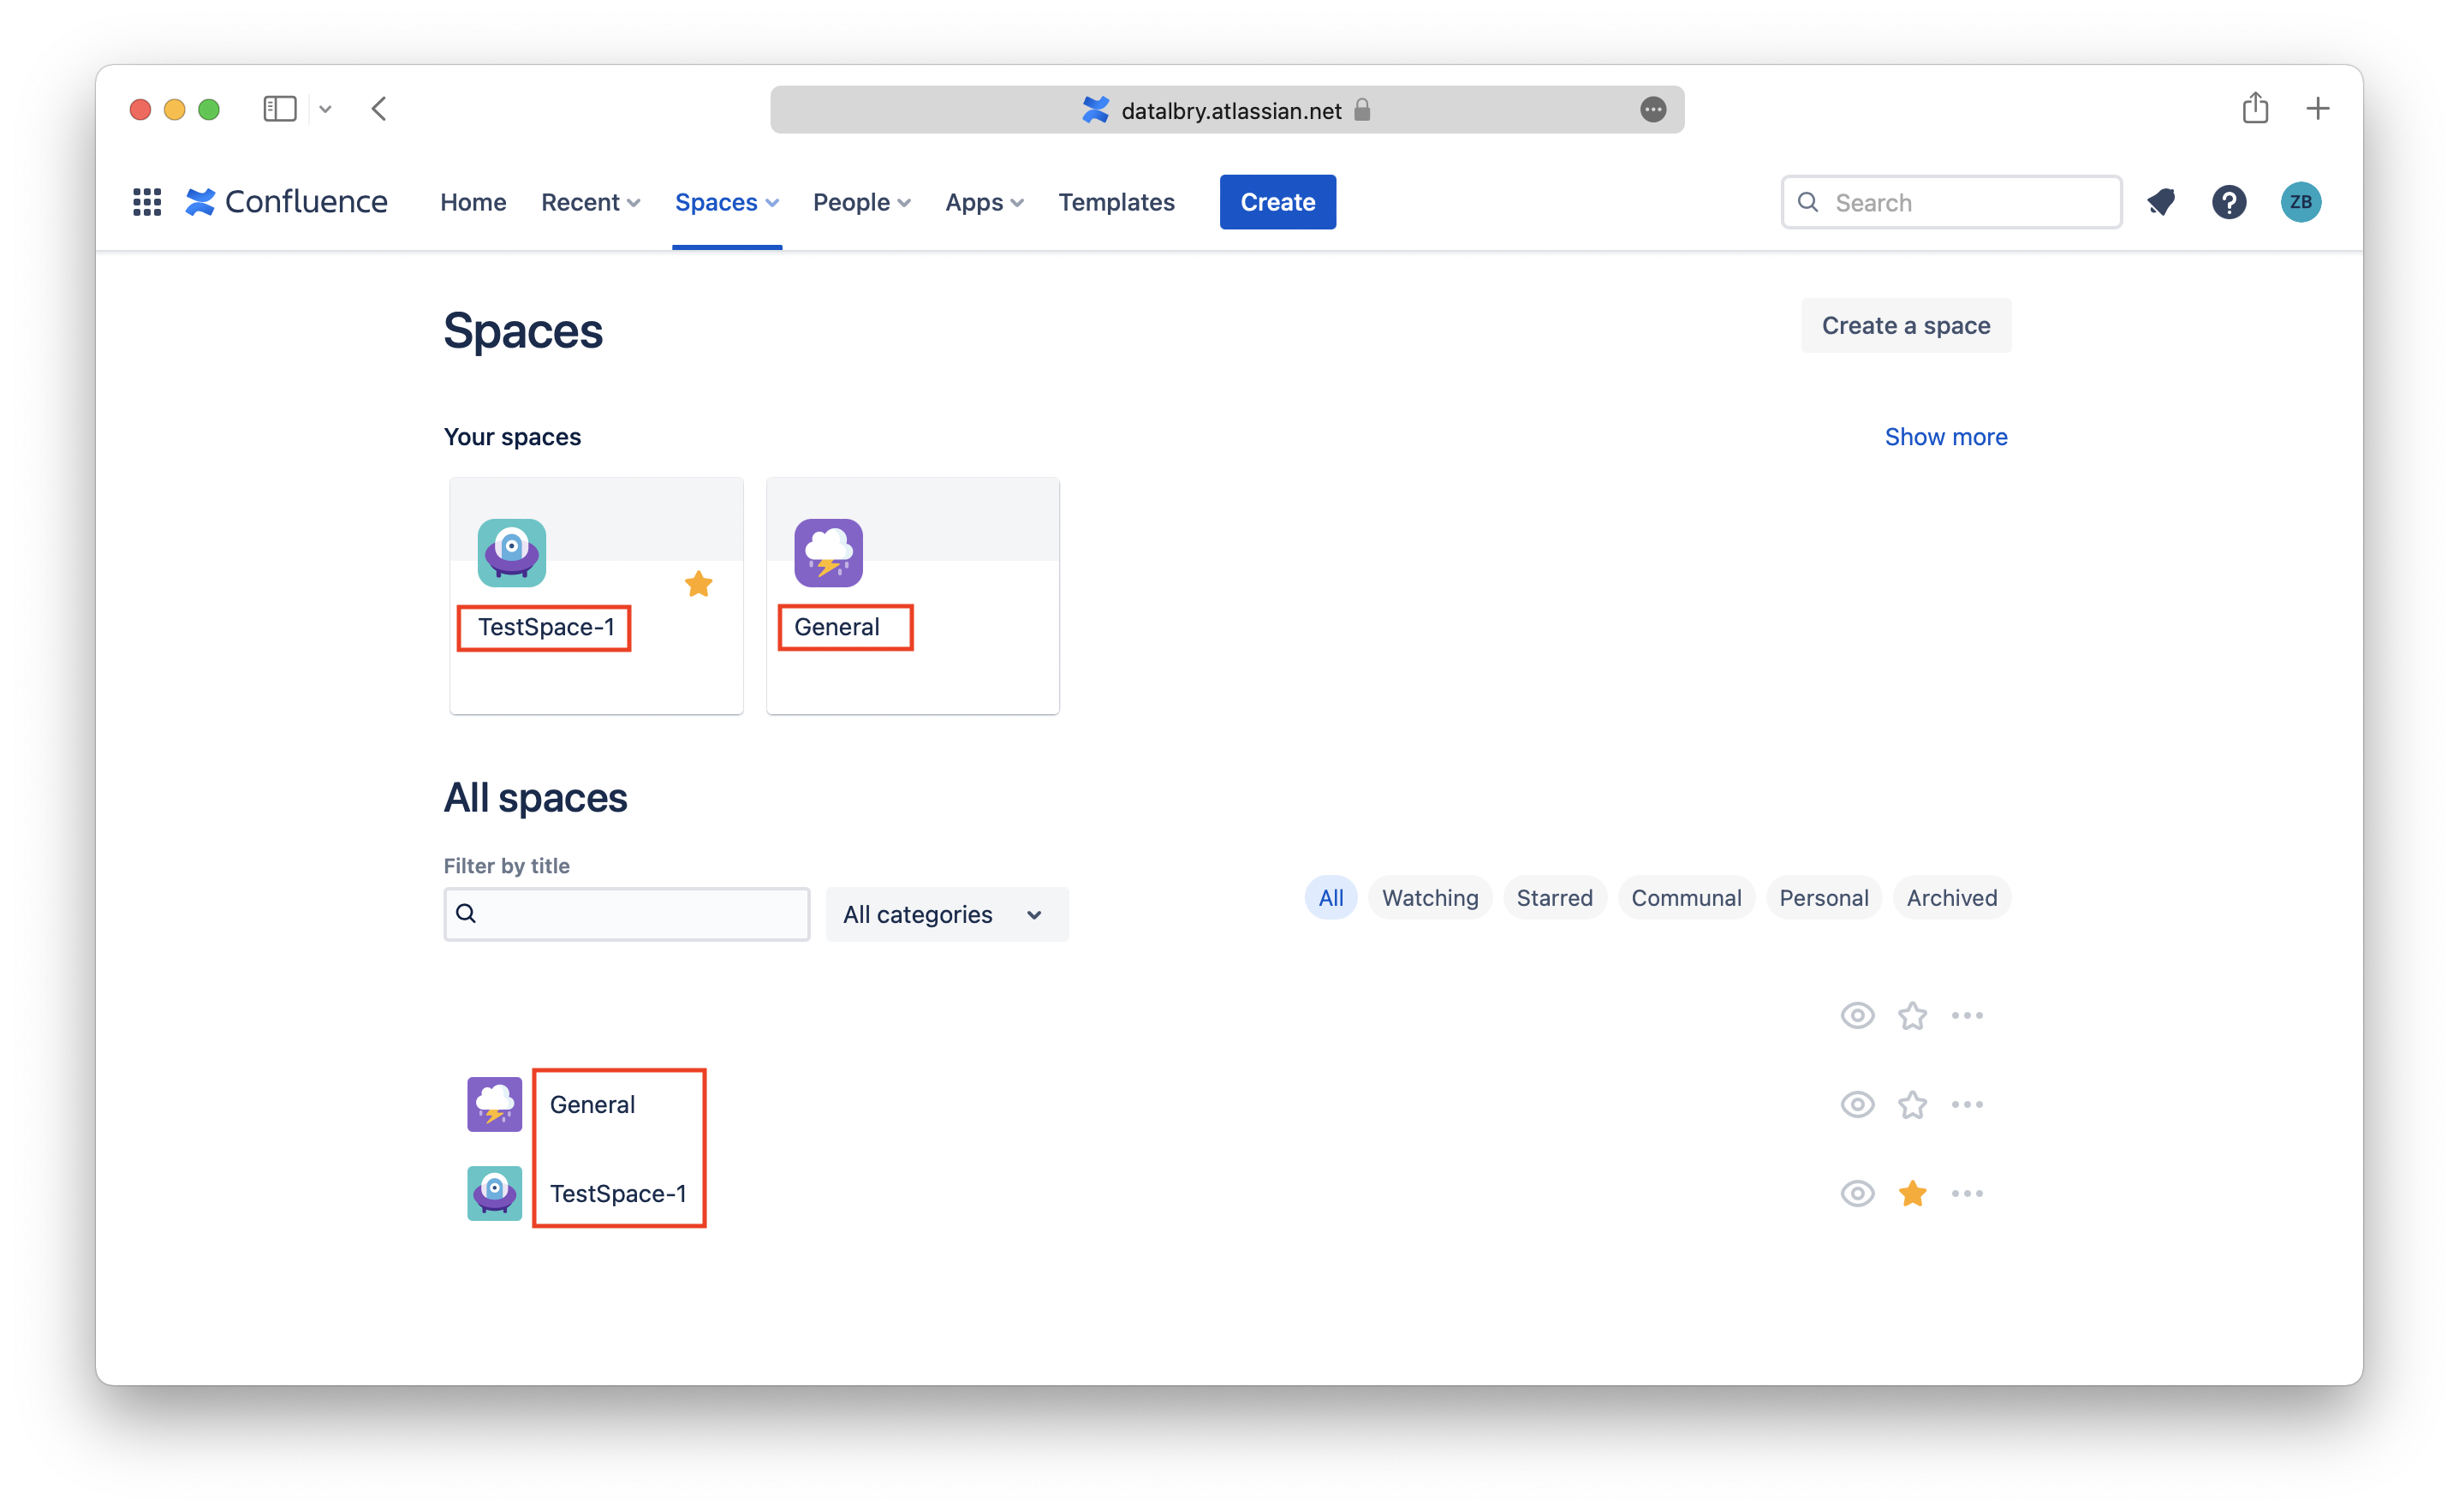 datalbry.atlassian.net
Confluence Home Recent Spaces People Apps Templates Create Search ZB
Spaces
Create a space
Your spaces
Show more
TestSpace-1
General
All spaces
Filter by title
All categories
All Watching Starred Communal Personal Archived
General
TestSpace-1